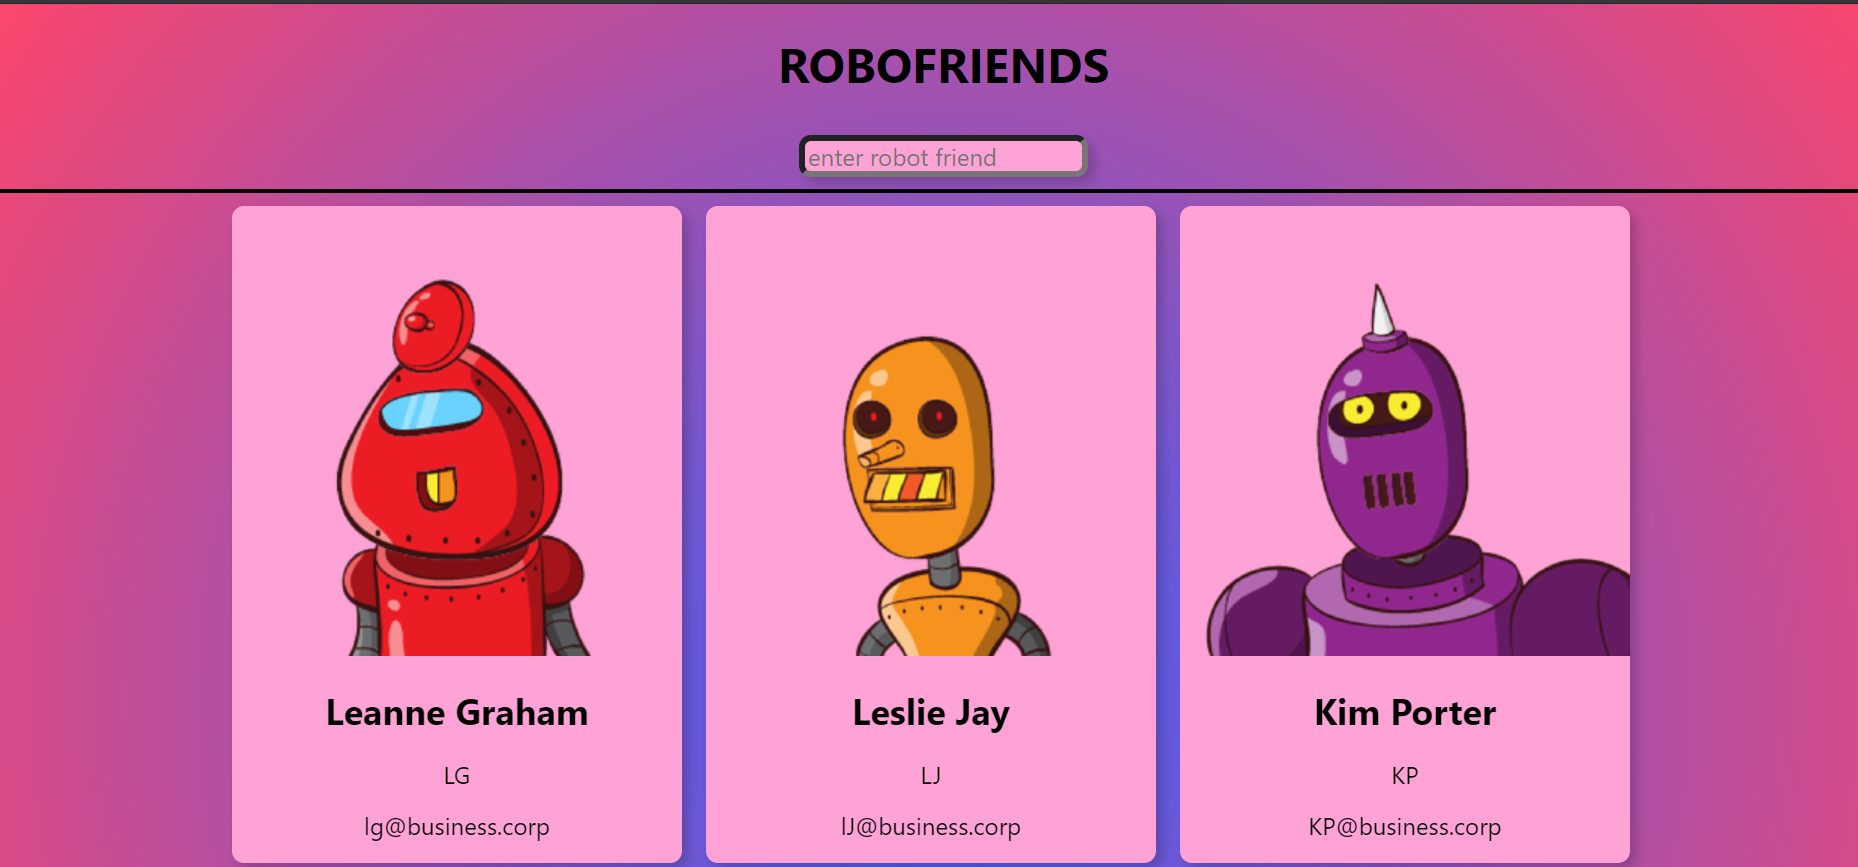 ROBOFRIENDS
enter robot friend
Leanne Graham
LG
lg@business.corp
Leslie Jay
LJ
lJ@business.corp
Kim Porter
KP
KP@business.corp